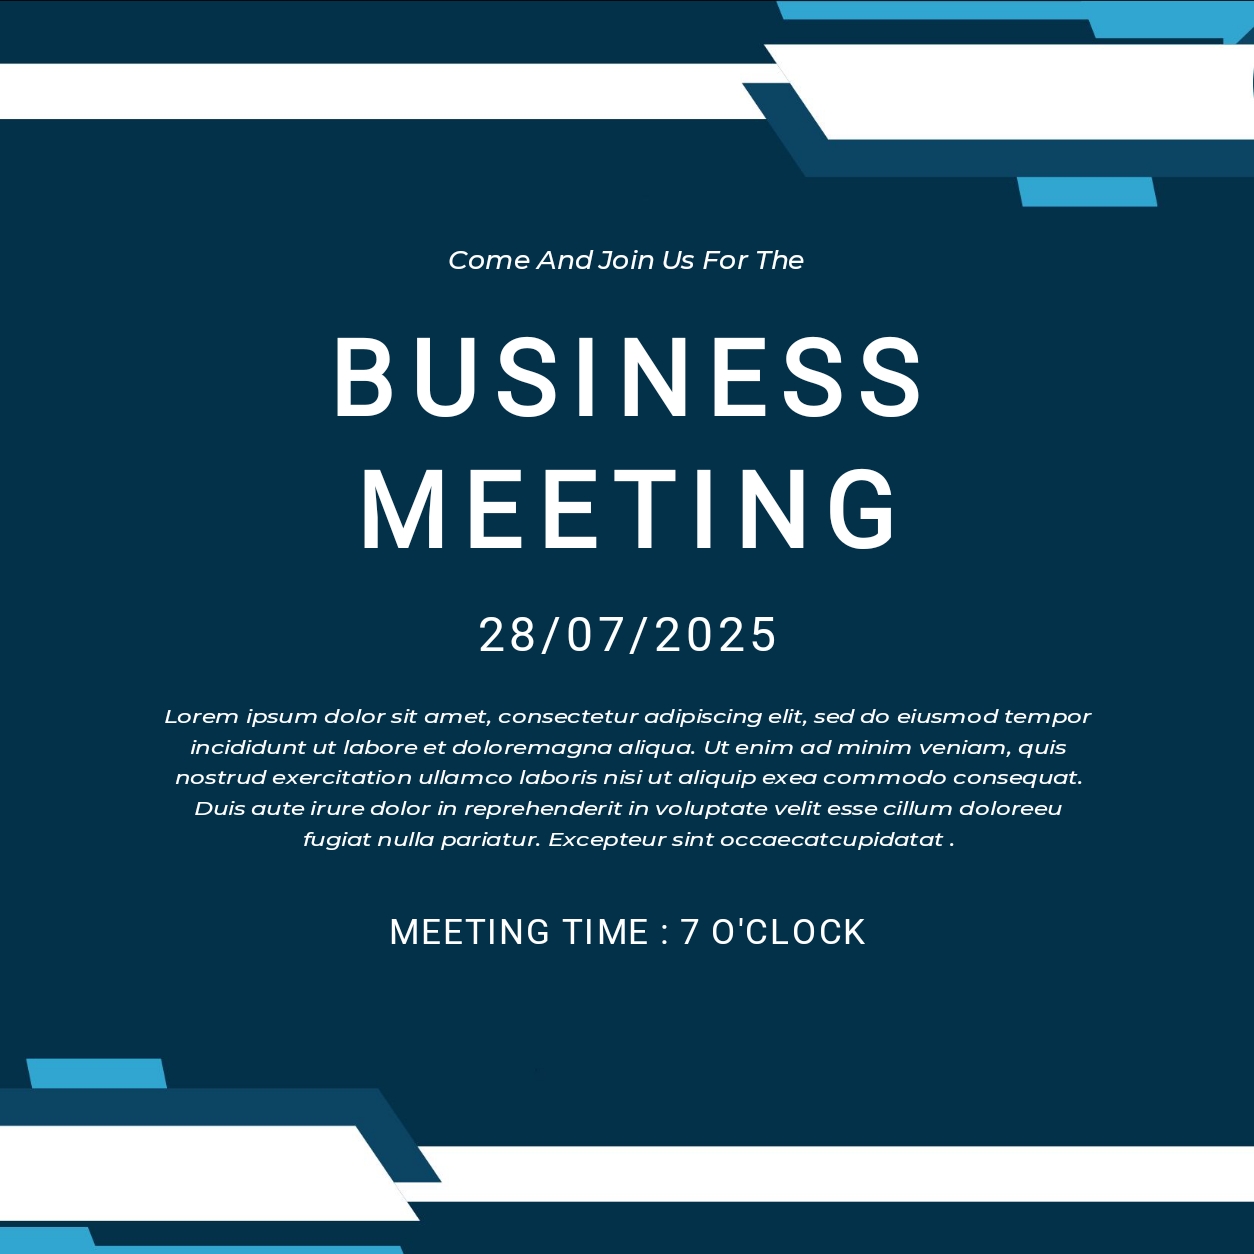 Come And Join Us For The
BUSINESS
MEETING
28/07/2025
Lorem ipsum dolor sit amet, consectetur adipiscing elit, sed do eiusmod tempor
incididunt ut labore et doloremagna aliqua. Ut enim ad minim veniam, quis
nostrud exercitation ullamco laboris nisi ut aliquip exea commodo consequat.
Duis aute irure dolor in reprehenderit in voluptate velit esse cillum doloreeu
fugiat nulla pariatur. Excepteur sint occaecatcupidatat .
MEETING TIME : 7 O'CLOCK